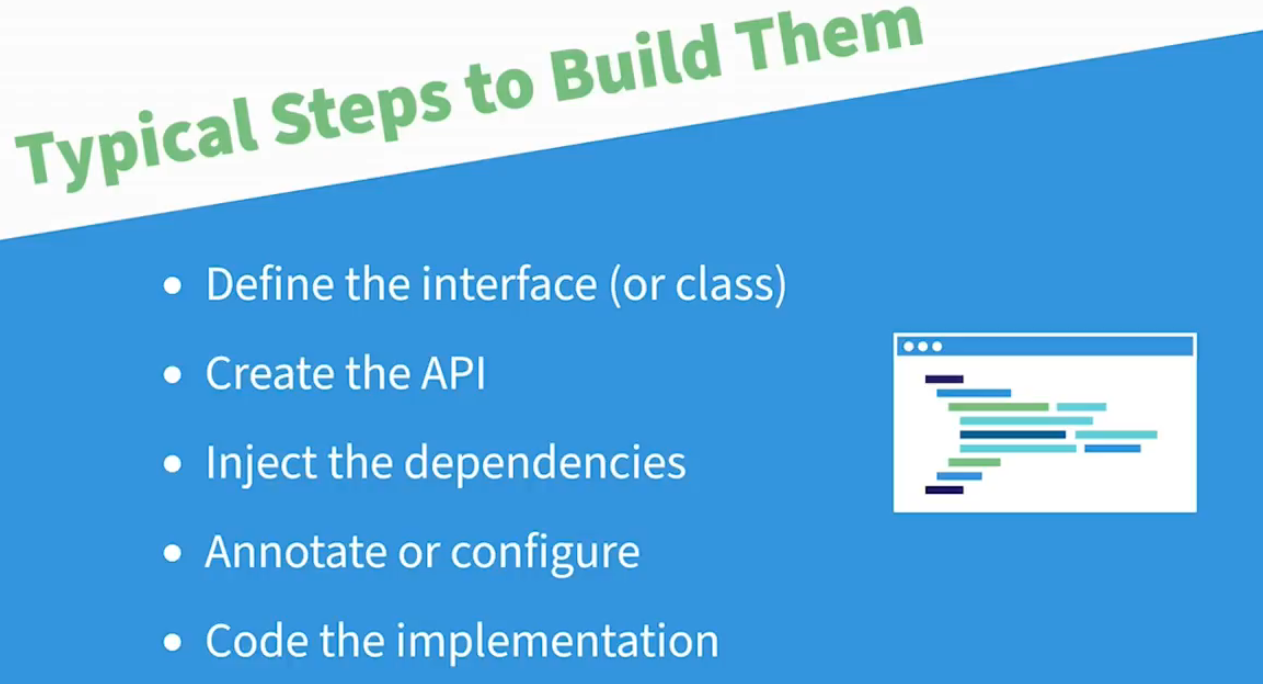 Typical Steps to Build Them
• Define the interface (or class)
• Create the API
• Inject the dependencies
• Annotate or configure
• Code the implementation